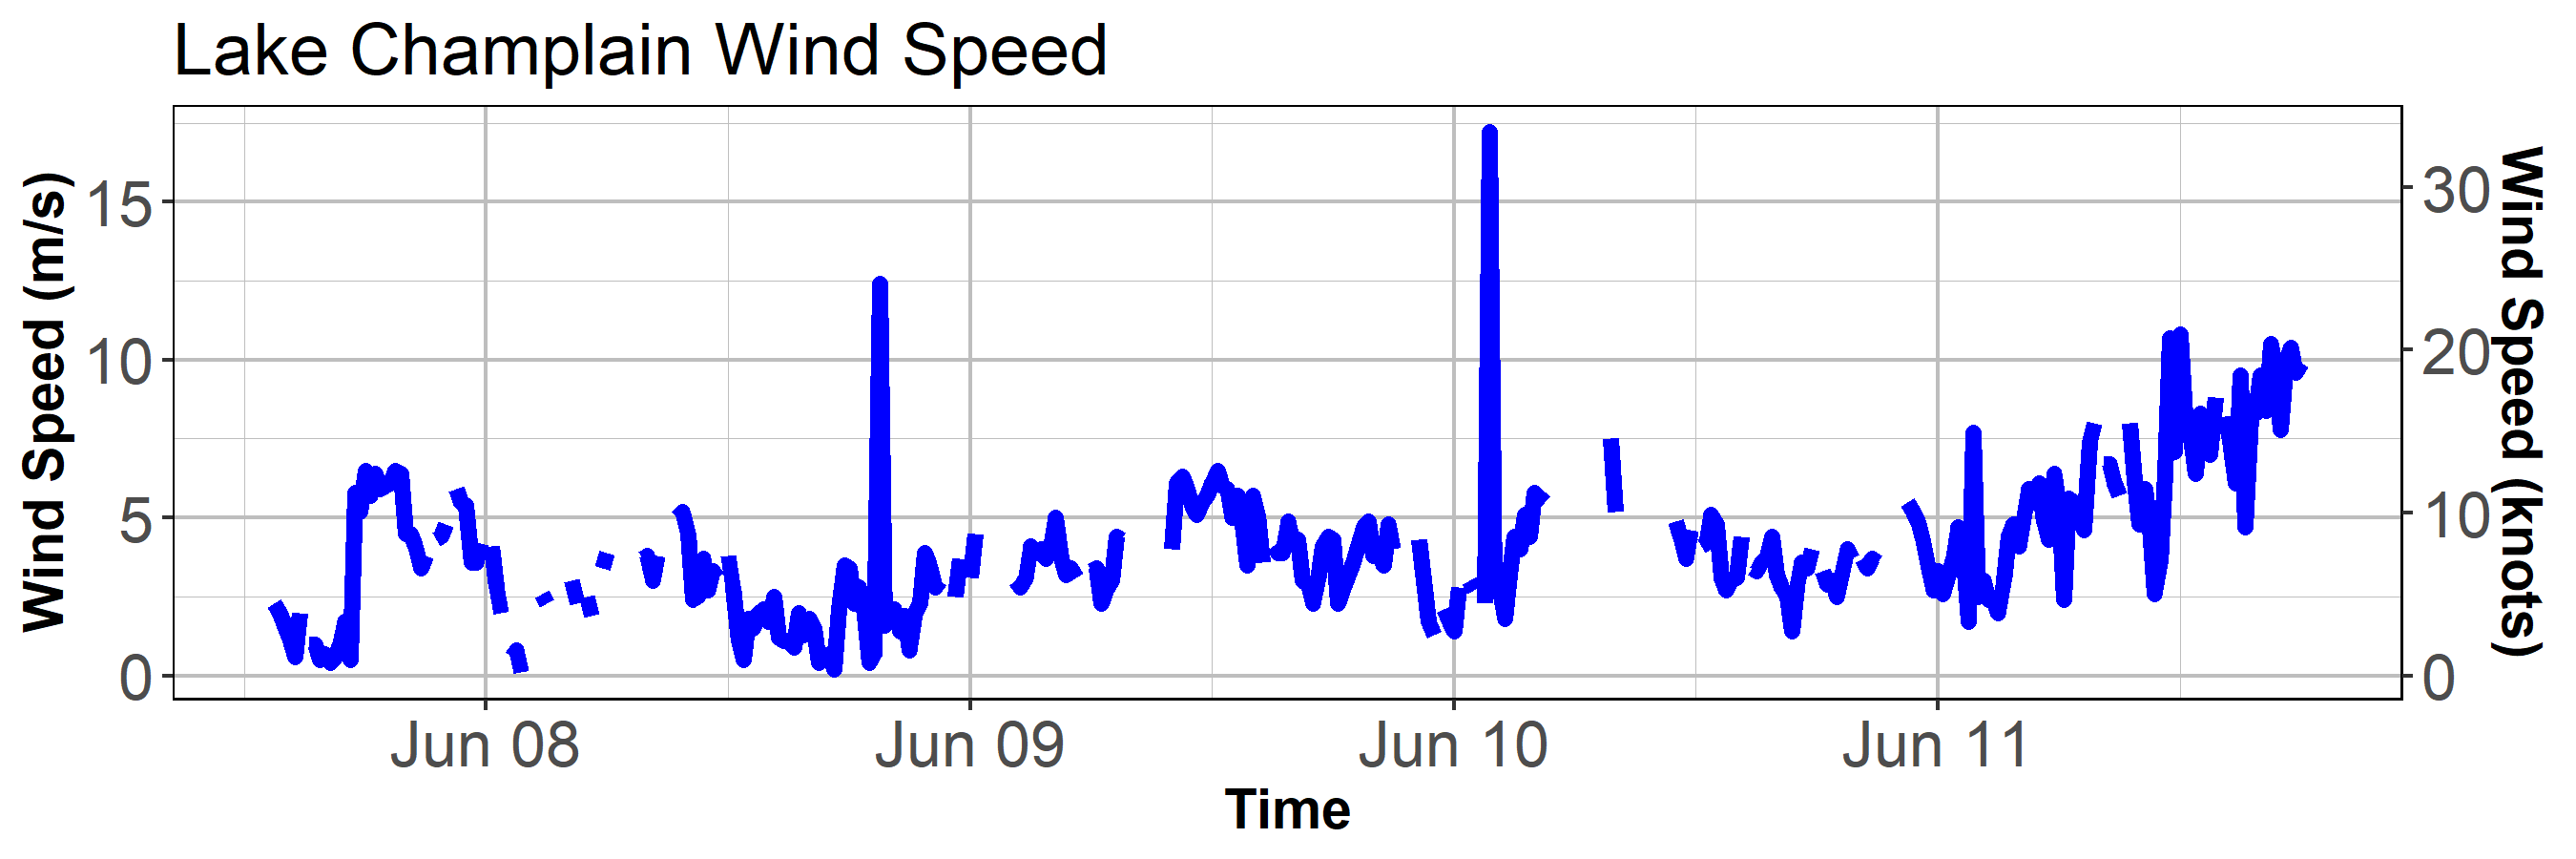 Lake Champlain Wind Speed
Wind Speed (m/s)
15
10
5
0
30
20
10
0
Wind Speed (knots)
Jun 08 Jun 09 Jun 10 Jun 11
Time